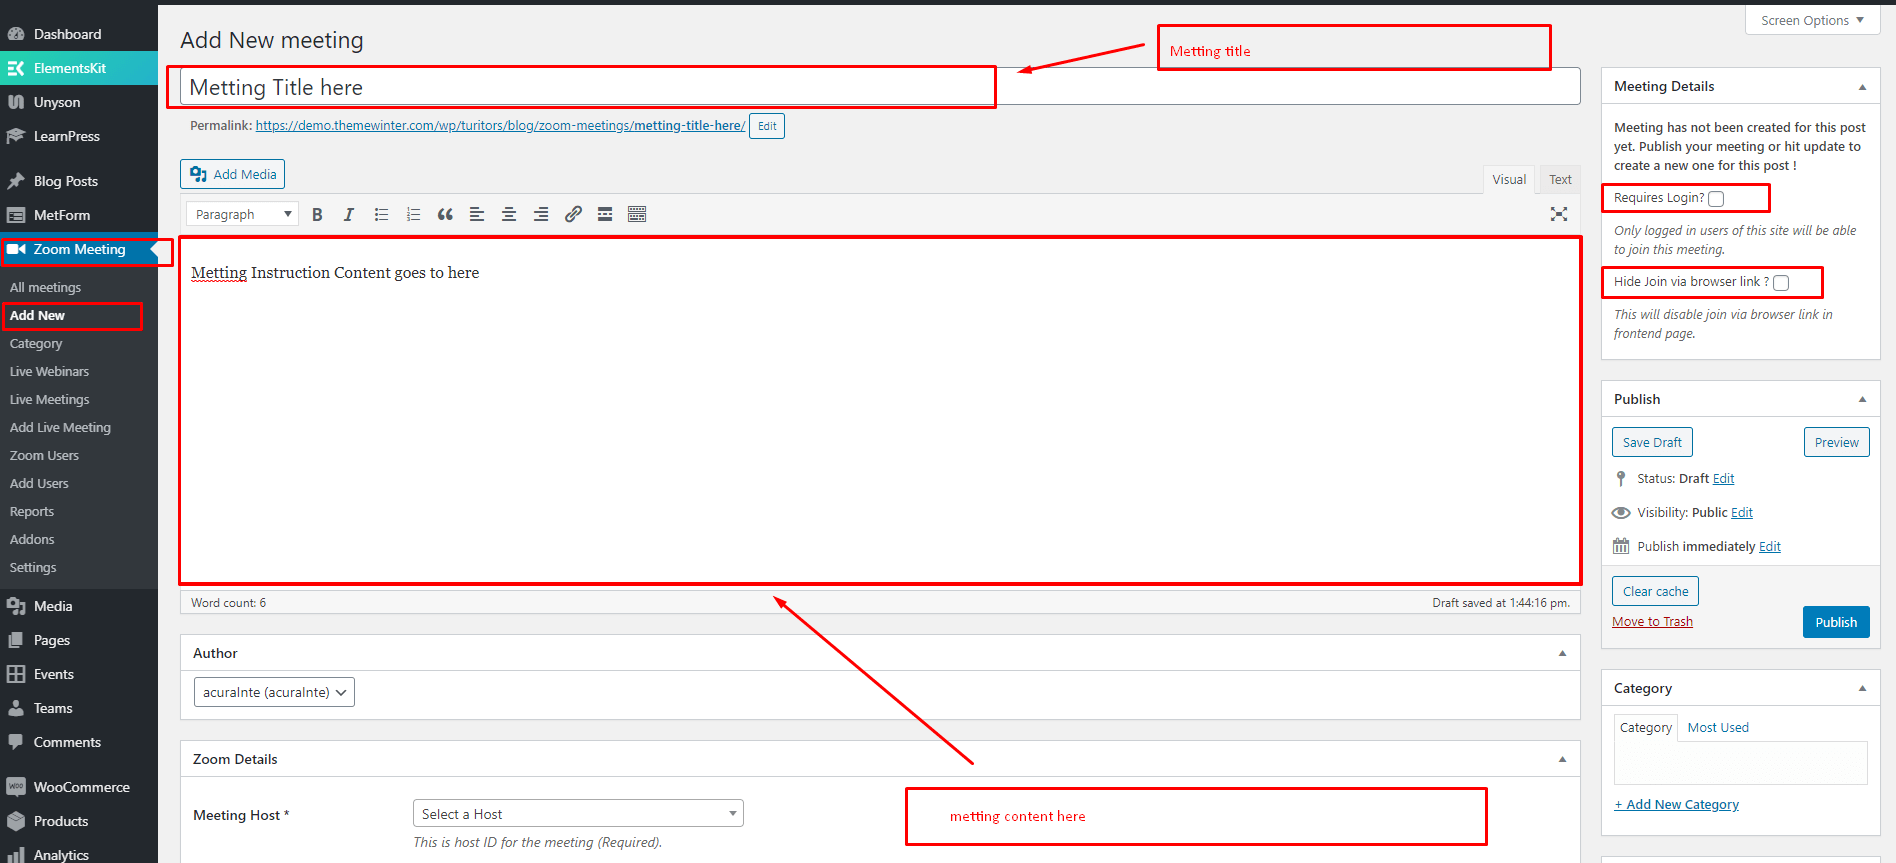 Dashboard
ElementsKit
Unyson
LearnPress
Blog Posts
MetForm
Zoom Meeting
All meetings
Add New
Category
Live Webinars
Live Meetings
Add Live Meeting
Zoom Users
Add Users
Reports
Addons
Settings
Media
Pages
Events
Teams
Comments
WooCommerce
Products
Analytics
Screen Options
Add New meeting
Metting title
Metting Title here
Permalink: https://demo.themewinter.com/wp/turitors/blog/zoom-meetings/metting-title-here/ Edit
Add Media
Visual Text
Paragraph
Metting Instruction Content goes to here
Word count: 6
Draft saved at 1:44:16 pm.
Author
acuralnte (acuralnte)
Zoom Details
Meeting Host *
Select a Host
This is host ID for the meeting (Required).
metting content here
Meeting Details
Meeting has not been created for this post
yet. Publish your meeting or hit update to
create a new one for this post !
Requires Login?
Only logged in users of this site will be able
to join this meeting.
Hide Join via browser link ?
This will disable join via browser link in
frontend page.
Publish
Save Draft Preview
Status: Draft Edit
Visibility: Public Edit
Publish immediately Edit
Clear cache
Move to Trash
Publish
Category
Category Most Used
+ Add New Category